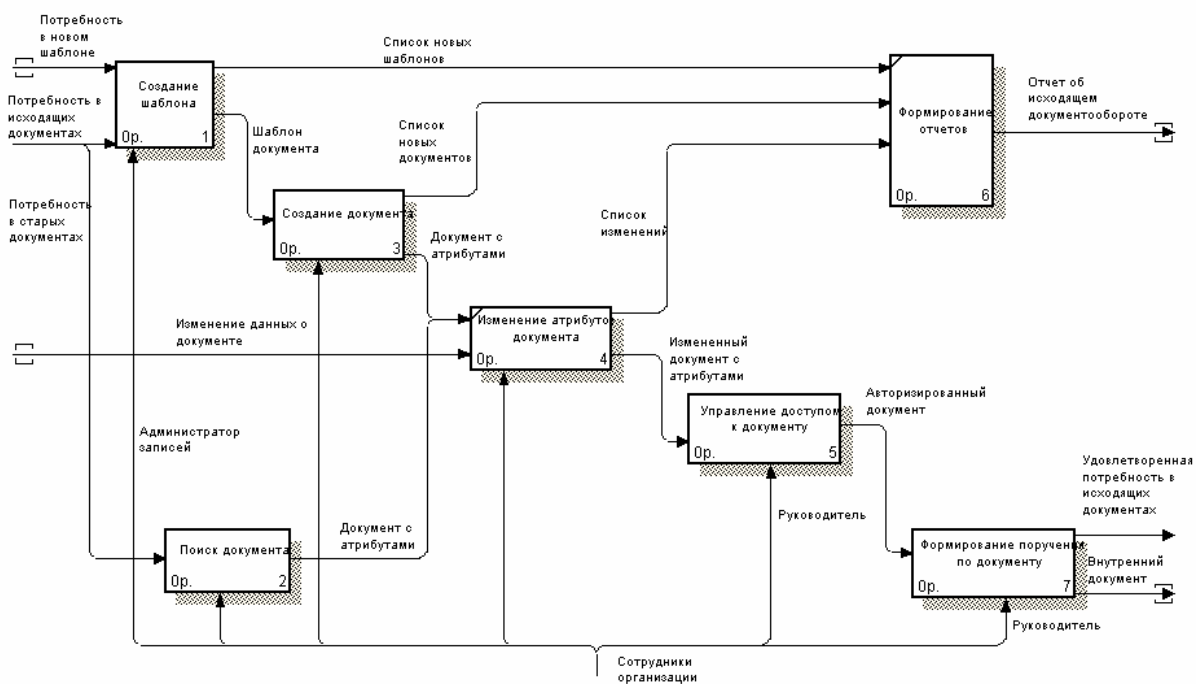 Потребность
в новом
шаблоне
Список новых
шаблонов
Создание
шаблона
0р.
1
Потребность в
исходящих
документах
Шаблон
документа
Список
новых
документов
Формирование
отчетов
0р.
6
Отчет об
исходящем
документообороте
Потребность
в старых
документах
Создание документа
0р.
3
Документ с
атрибутами
Список
изменений
Изменение данных о
документе
Изменение атрибутов
документа
0р.
4
Измененный
документ с
атрибутами
Управление доступом
к документу
0р.
5
Авторизированный
документ
Администратор
записей
Поиск документа
0р.
2
Документ с
атрибутами
Руководитель
Удовлетворенная
потребность в
исходящих
документах
Формирование поручения
по документу
0р.
7
Внутренний
документ
Руководитель
Сотрудники
организации